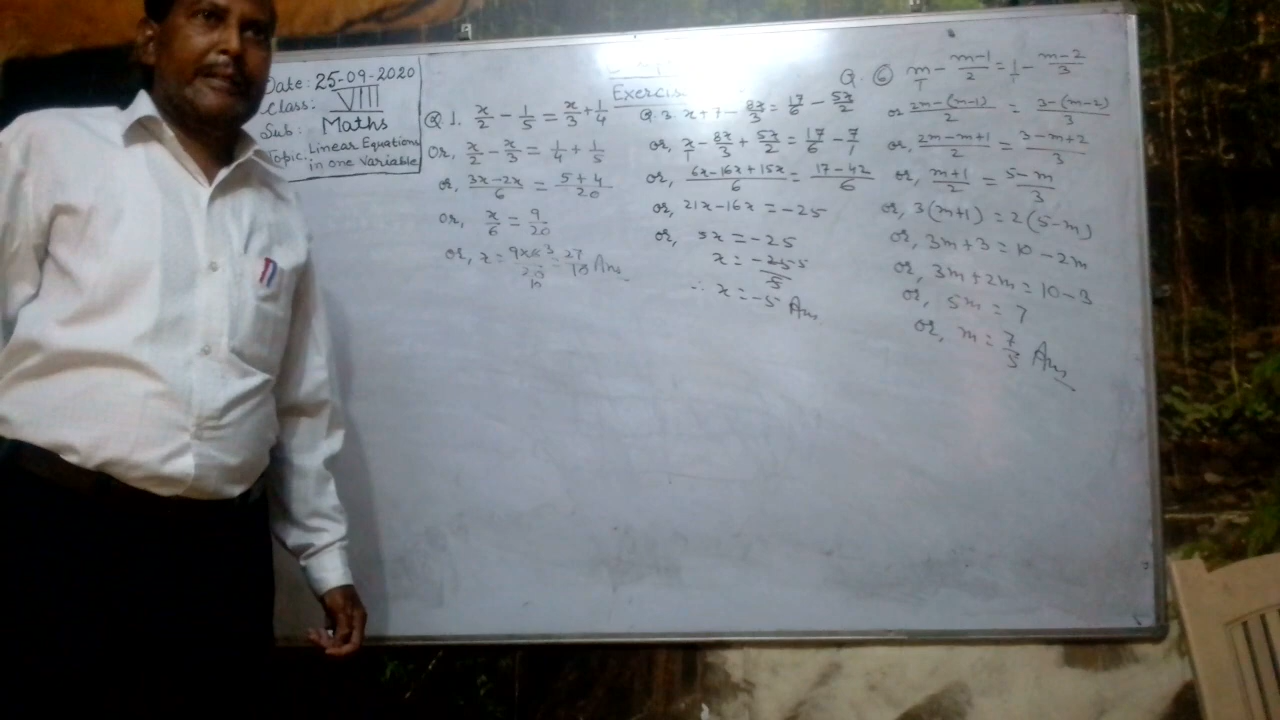 Date: 25-09-2020
Class: VIII
Sub: Maths
Topic: Linear Equations
in one Variable
Exercise
Q 1. x/2 - 1/5 = x/3 + 1/4
Or, x/2 - x/3 = 1/4 + 1/5
or, (3x-2x)/6 = (5+4)/20
or, x/6 = 9/20
or, x = 27/10 Ans
Q.3. x + 7 - 8x/3 = 17/6 - 5x/2
or, x/1 - 8x/3 + 5x/2 = 17/6 - 7/1
or, (6x-16x+15x)/6 = (17-42)/6
or, 21x-16x = -25
or, 5x = -25
x = -25/5
∴ x = -5 Ans
Q. ⑥ m/1 - (m-1)/2 = 1/1 - (m-2)/3
or (2m-(m-1))/2 = (3-(m-2))/3
or, (2m-m+1)/2 = (3-m+2)/3
or, (m+1)/2 = (5-m)/3
or, 3(m+1) = 2(5-m)
or, 3m+3 = 10-2m
or, 3m+2m = 10-3
or, 5m = 7
or, m = 7/5 Ans